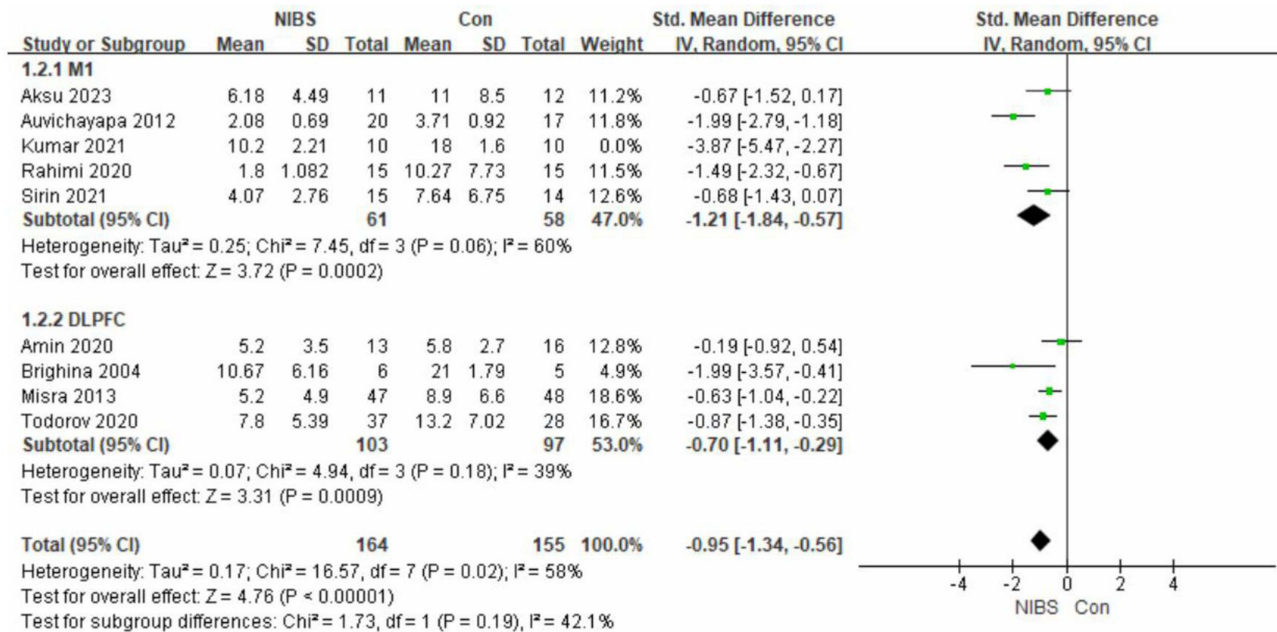 NIBS Con Std. Mean Difference Std. Mean Difference
Study or Subgroup Mean SD Total Mean SD Total Weight IV, Random, 95% CI IV, Random, 95% CI
1.2.1 M1
Aksu 2023 6.18 4.49 11 11 8.5 12 11.2% -0.67 [-1.52, 0.17]
Auvichayapa 2012 2.08 0.69 20 3.71 0.92 17 11.8% -1.99 [-2.79, -1.18]
Kumar 2021 10.2 2.21 10 18 1.6 10 0.0% -3.87 [-5.47, -2.27]
Rahimi 2020 1.8 1.082 15 10.27 7.73 15 11.5% -1.49 [-2.32, -0.67]
Sirin 2021 4.07 2.76 15 7.64 6.75 14 12.6% -0.68 [-1.43, 0.07]
Subtotal (95% CI) 61 58 47.0% -1.21 [-1.84, -0.57]
Heterogeneity: Tau² = 0.25; Chi² = 7.45, df = 3 (P = 0.06); I² = 60%
Test for overall effect: Z = 3.72 (P = 0.0002)
1.2.2 DLPFC
Amin 2020 5.2 3.5 13 5.8 2.7 16 12.8% -0.19 [-0.92, 0.54]
Brighina 2004 10.67 6.16 6 21 1.79 5 4.9% -1.99 [-3.57, -0.41]
Misra 2013 5.2 4.9 47 8.9 6.6 48 18.6% -0.63 [-1.04, -0.22]
Todorov 2020 7.8 5.39 37 13.2 7.02 28 16.7% -0.87 [-1.38, -0.35]
Subtotal (95% CI) 103 97 53.0% -0.70 [-1.11, -0.29]
Heterogeneity: Tau² = 0.07; Chi² = 4.94, df = 3 (P = 0.18); I² = 39%
Test for overall effect: Z = 3.31 (P = 0.0009)
Total (95% CI) 164 155 100.0% -0.95 [-1.34, -0.56]
Heterogeneity: Tau² = 0.17; Chi² = 16.57, df = 7 (P = 0.02); I² = 58%
Test for overall effect: Z = 4.76 (P < 0.00001)
Test for subgroup differences: Chi² = 1.73, df = 1 (P = 0.19), I² = 42.1%
-4 -2 0 2 4
NIBS Con